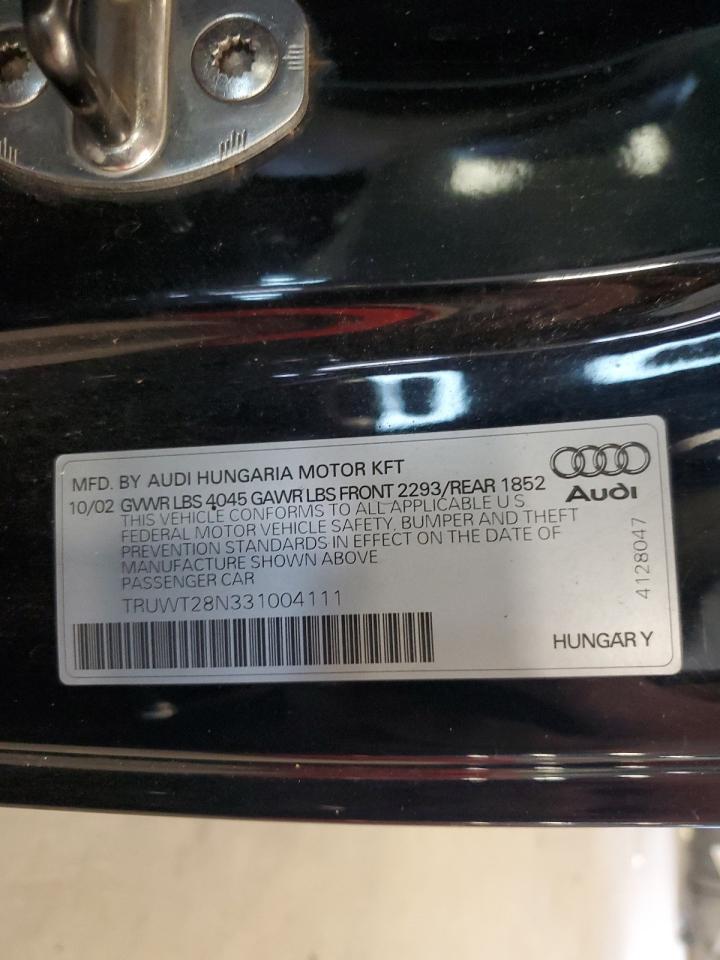 MFD. BY AUDI HUNGARIA MOTOR KFT
10/02 GVWR LBS 4045 GAWR LBS FRONT 2293/REAR 1852
THIS VEHICLE CONFORMS TO ALL APPLICABLE U S
FEDERAL MOTOR VEHICLE SAFETY, BUMPER AND THEFT
PREVENTION STANDARDS IN EFFECT ON THE DATE OF
MANUFACTURE SHOWN ABOVE
PASSENGER CAR
TRUWT28N331004111
Audi
4128047
HUNGARY